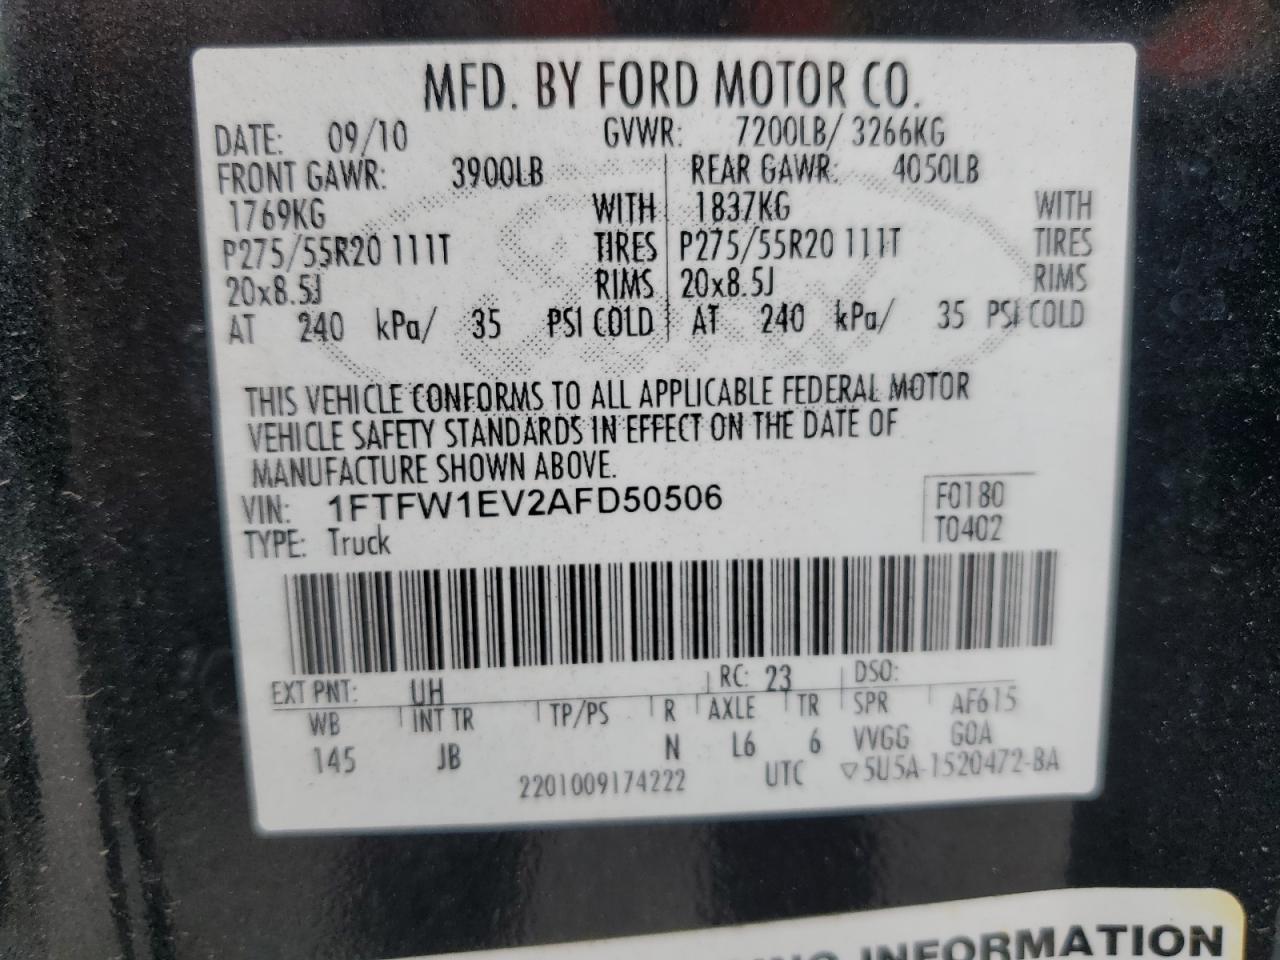 MFD. BY FORD MOTOR CO.
DATE: 09/10 GVWR: 7200LB/ 3266KG
FRONT GAWR: 3900LB REAR GAWR: 4050LB
1769KG WITH 1837KG WITH
P275/55R20 111T TIRES P275/55R20 111T TIRES
20x8.5J RIMS 20x8.5J RIMS
AT 240 kPa/ 35 PSI COLD AT 240 kPa/ 35 PSI COLD
THIS VEHICLE CONFORMS TO ALL APPLICABLE FEDERAL MOTOR
VEHICLE SAFETY STANDARDS IN EFFECT ON THE DATE OF
MANUFACTURE SHOWN ABOVE.
VIN: 1FTFW1EV2AFD50506 F0180
TYPE: Truck T0402
EXT PNT: UH RC: 23 DSO:
WB INT TR TP/PS R AXLE TR SPR AF615
145 JB N L6 6 VVGG GOA
2201009174222 UTC ▽5U5A-1520472-BA
INFORMATION